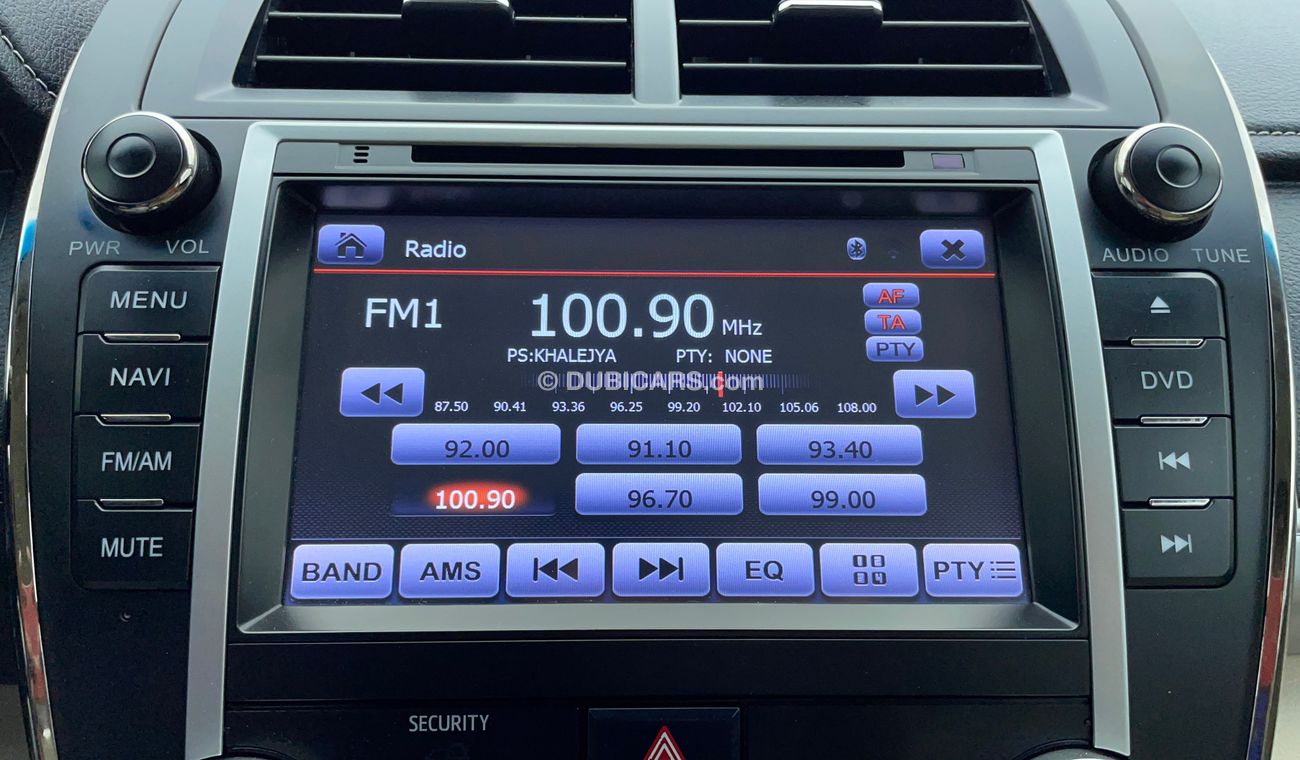 PWR VOL
MENU
NAVI
FM/AM
MUTE
Radio
FM1
100.90 MHz
AF
TA
PTY
PS:KHALEJYA PTY: NONE
© DUBICARS.com
87.50 90.41 93.36 96.25 99.20 102.10 105.06 108.00
92.00 91.10 93.40
100.90 96.70 99.00
BAND AMS EQ PTY
AUDIO TUNE
DVD
SECURITY